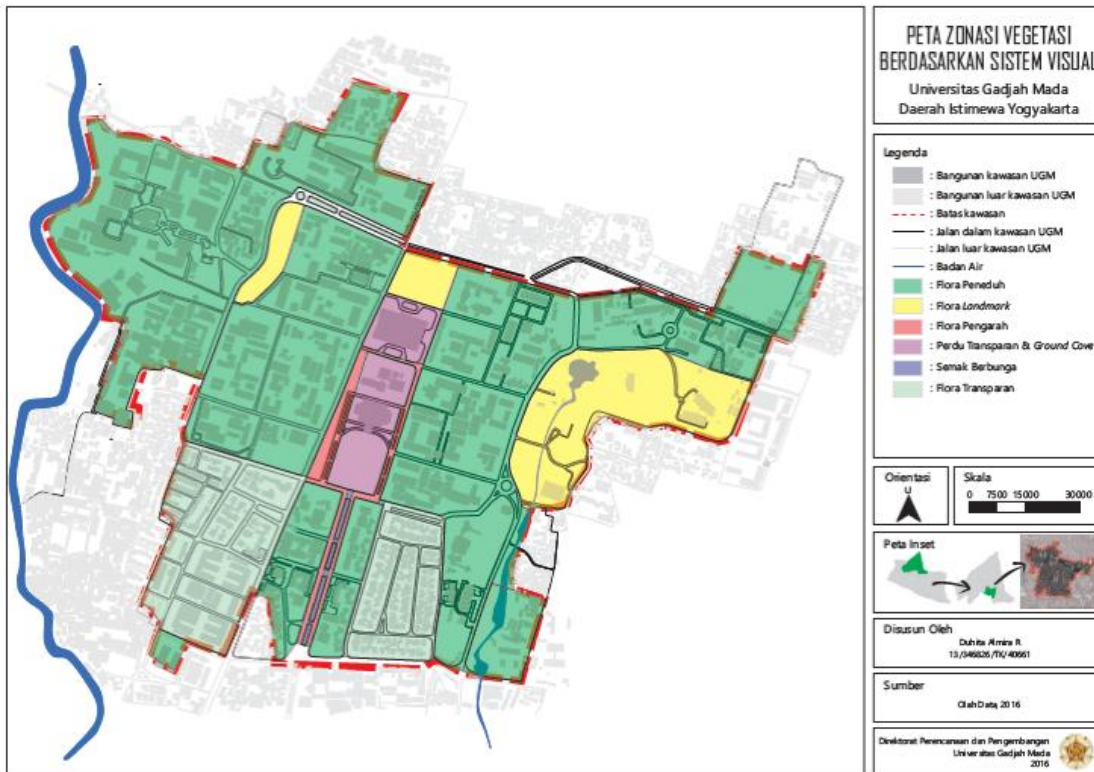 PETA ZONASI VEGETASI
BERDASARKAN SISTEM VISUAL
Universitas Gadjah Mada
Daerah Istimewa Yogyakarta
Legenda
: Bangunan kawasan UGM
: Bangunan luar kawasan UGM
: Batas kawasan
: Jalan dalam kawasan UGM
: Jalan luar kawasan UGM
: Badan Air
: Flora Peneduh
: Flora Landmark
: Flora Pengarah
: Perdu Transparan & Ground Cove
: Semak Berbunga
: Flora Transparan
Orientasi
U
Skala
0 7500 15000 30000
Peta Inset
Disusun Oleh
Duhita Almira R
13/346826/TK/40661
Sumber
Olah Data, 2016
Direktorat Perencanaan dan Pengembangan
Universitas Gadjah Mada
2016